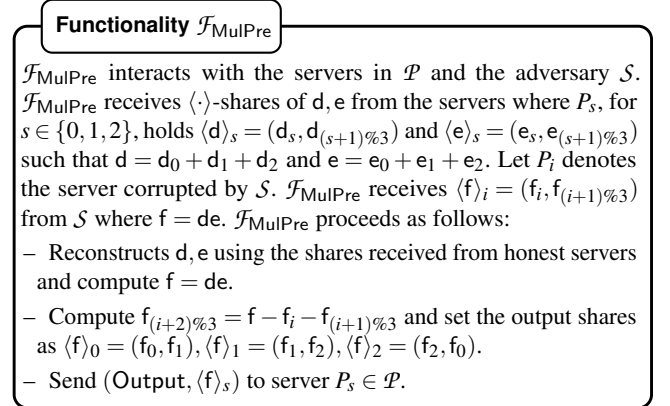 Functionality ℱ_MulPre
ℱ_MulPre interacts with the servers in 𝒫 and the adversary 𝒮.
ℱ_MulPre receives ⟨·⟩-shares of d,e from the servers where P_s, for
s ∈ {0,1,2}, holds ⟨d⟩_s = (d_s,d_{(s+1)%3}) and ⟨e⟩_s = (e_s,e_{(s+1)%3})
such that d = d_0 + d_1 + d_2 and e = e_0 + e_1 + e_2. Let P_i denotes
the server corrupted by 𝒮. ℱ_MulPre receives ⟨f⟩_i = (f_i,f_{(i+1)%3})
from 𝒮 where f = de. ℱ_MulPre proceeds as follows:
– Reconstructs d,e using the shares received from honest servers
and compute f = de.
– Compute f_{(i+2)%3} = f − f_i − f_{(i+1)%3} and set the output shares
as ⟨f⟩_0 = (f_0,f_1),⟨f⟩_1 = (f_1,f_2),⟨f⟩_2 = (f_2,f_0).
– Send (Output,⟨f⟩_s) to server P_s ∈ 𝒫.